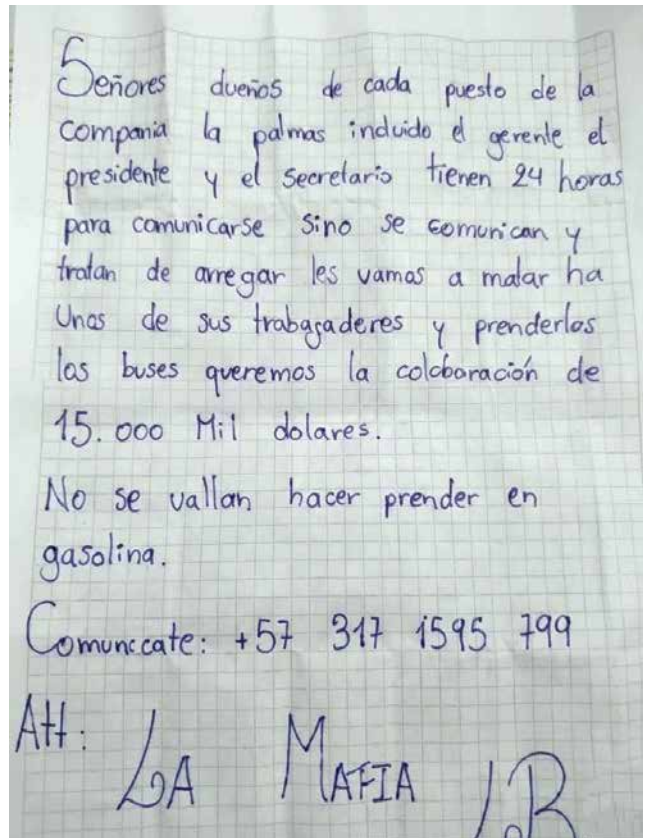 Señores dueños de cada puesto de la
compania la palmas induido el gerente el
presidente y el secretario tienen 24 horas
para comunicarse sino se comunican y
tratan de arregar les vamos a matar ha
Unos de sus trabagaderes y prenderlos
los buses queremos la colaboración de
15.000 Mil dolares.
No se vallan hacer prender en
gasolina.
Comunccate: +57 317 1595 799
Att: LA MAFIA LB